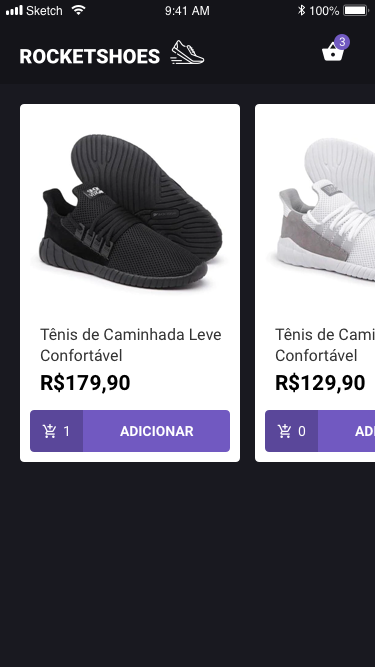 Sketch 9:41 AM 100%
ROCKETSHOES 3
Tênis de Caminhada Leve
Confortável
R$179,90
1 ADICIONAR
Tênis de Cami
Confortável
R$129,90
0 AD